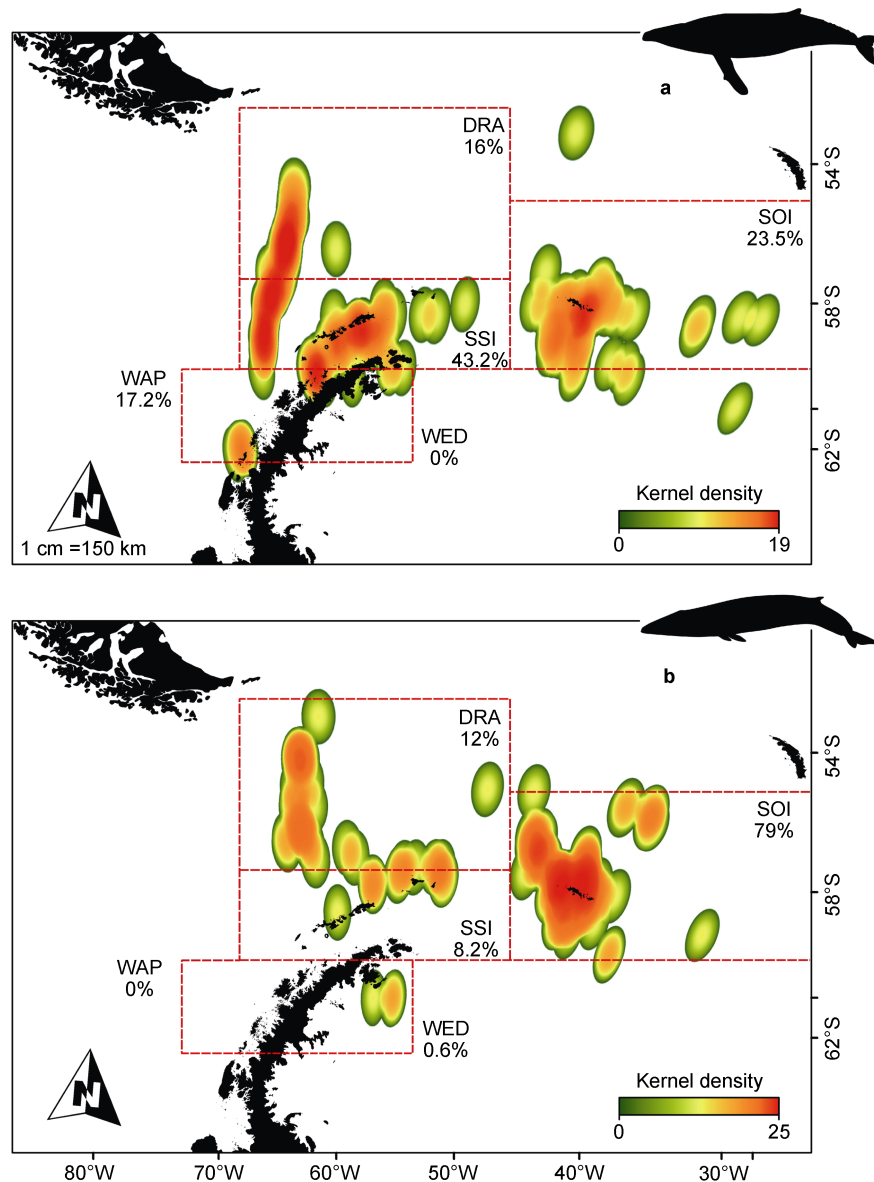 a
DRA
16%
54°S
SOI
23.5%
58°S
SSI
43.2%
WAP
17.2%
WED
0%
62°S
N
Kernel density
0 19
1 cm =150 km
b
DRA
12%
54°S
SOI
79%
58°S
SSI
8.2%
WAP
0%
WED
0.6%
62°S
N
Kernel density
0 25
80°W 70°W 60°W 50°W 40°W 30°W